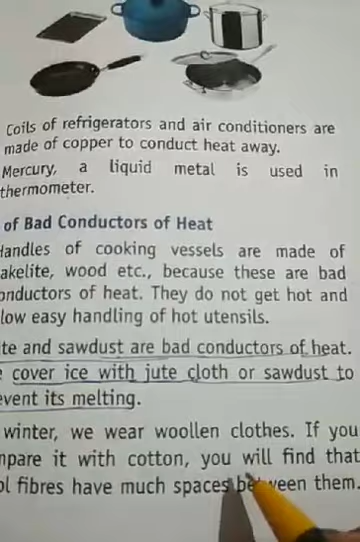 Coils of refrigerators and air conditioners are
made of copper to conduct heat away.
Mercury, a liquid metal is used in
thermometer.
of Bad Conductors of Heat
Handles of cooking vessels are made of
akelite, wood etc., because these are bad
onductors of heat. They do not get hot and
low easy handling of hot utensils.
te and sawdust are bad conductors of heat.
e cover ice with jute cloth or sawdust to
event its melting.
winter, we wear woollen clothes. If you
mpare it with cotton, you will find that
ol fibres have much spaces between them.